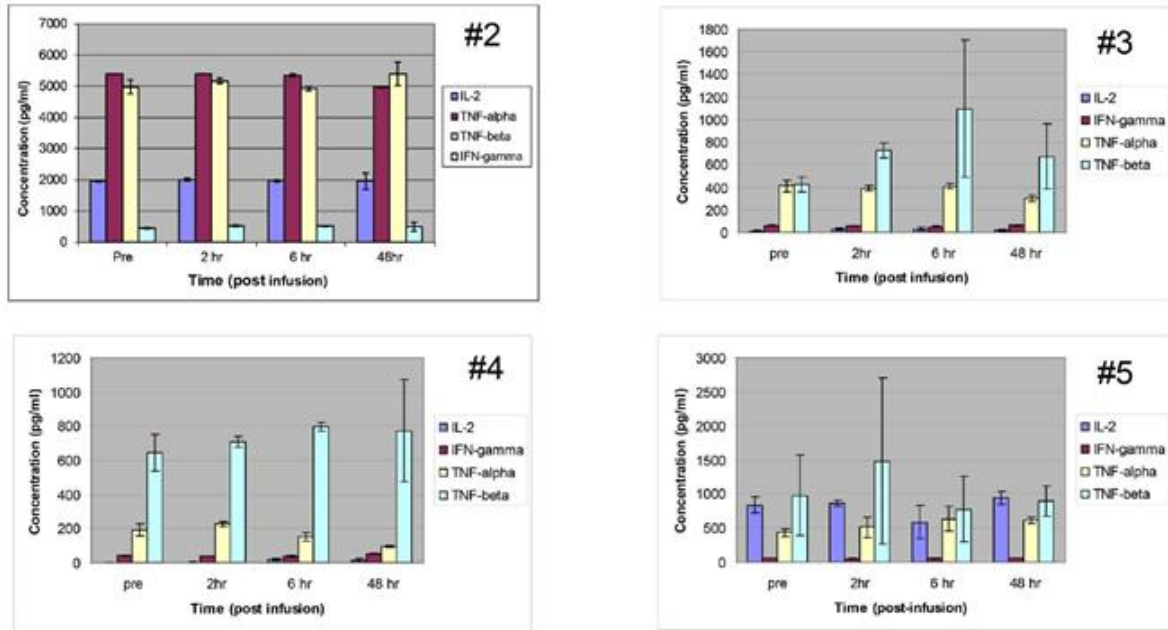 #2
7000
6000
5000
4000
3000
2000
1000
0
Concentration (pg/ml)
Pre 2 hr 6 hr 48hr
Time (post infusion)
IL-2
TNF-alpha
TNF-beta
IFN-gamma
#3
1800
1600
1400
1200
1000
800
600
400
200
0
Concentration (pg/ml)
pre 2hr 6 hr 48 hr
Time (post infusion)
IL-2
IFN-gamma
TNF-alpha
TNF-beta
#4
1200
1000
800
600
400
200
0
Concentration (pg/ml)
pre 2hr 6 hr 48 hr
Time (post infusion)
IL-2
IFN-gamma
TNF-alpha
TNF-beta
#5
3000
2500
2000
1500
1000
500
0
Concentration (pg/ml)
pre 2hr 6 hr 48 hr
Time (post-infusion)
IL-2
IFN-gamma
TNF-alpha
TNF-beta